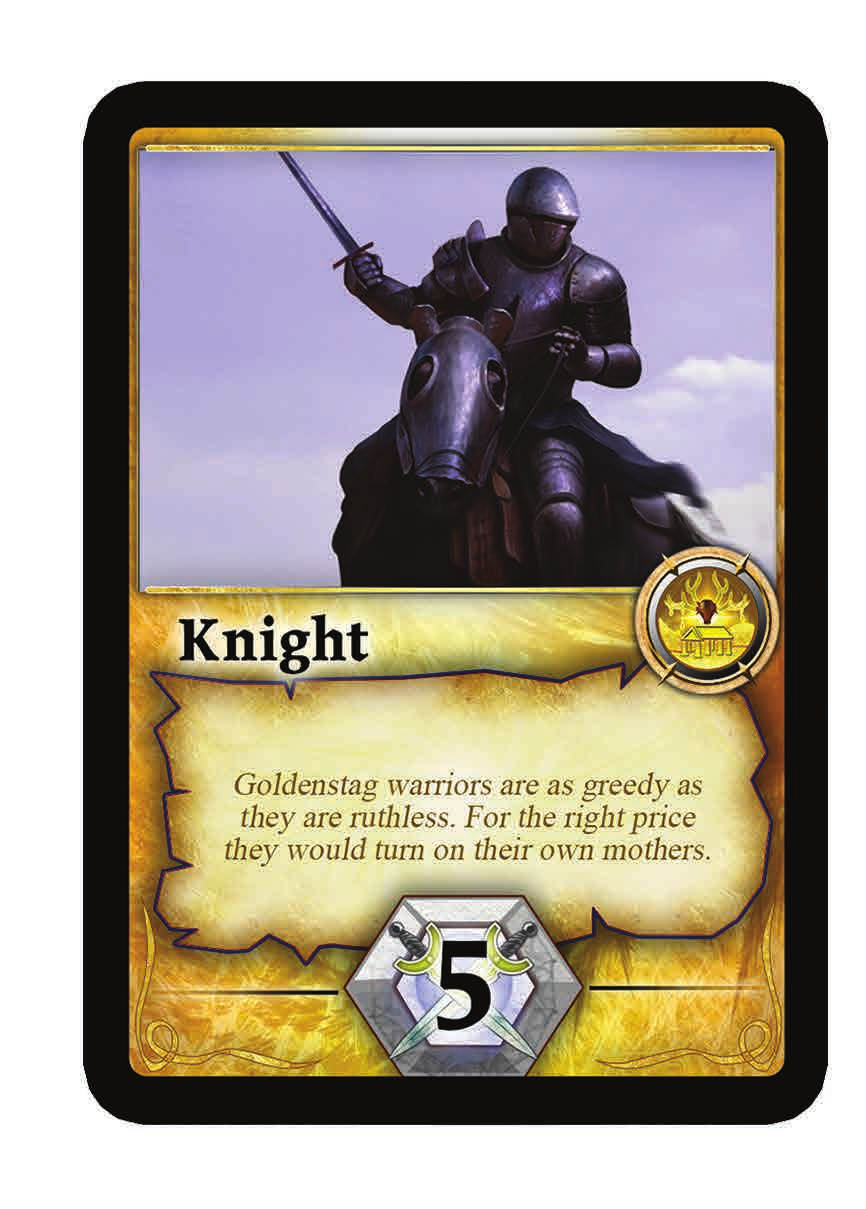 Knight
Goldenstag warriors are as greedy as
they are ruthless. For the right price
they would turn on their own mothers.
5